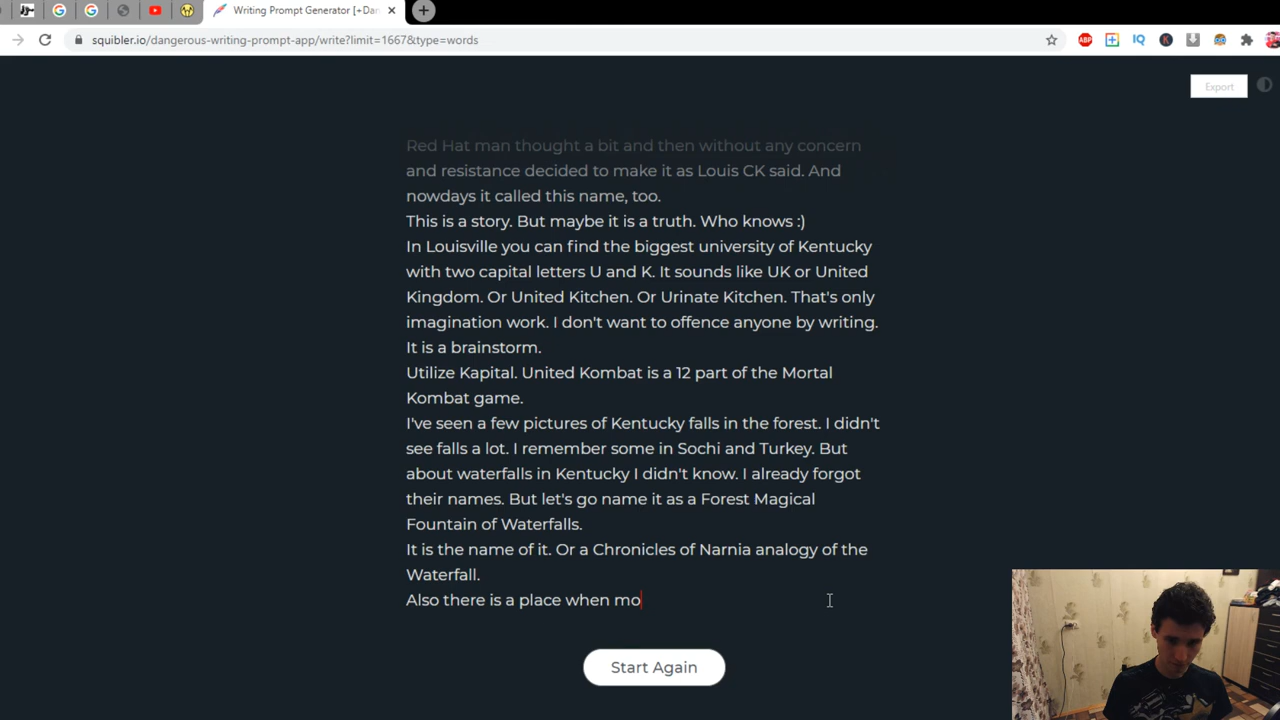 Writing Prompt Generator [+Dan
squibler.io/dangerous-writing-prompt-app/write?limit=1667&type=words
ABP
IQ
K
Export
Red Hat man thought a bit and then without any concern
and resistance decided to make it as Louis CK said. And
nowdays it called this name, too.
This is a story. But maybe it is a truth. Who knows :)
In Louisville you can find the biggest university of Kentucky
with two capital letters U and K. It sounds like UK or United
Kingdom. Or United Kitchen. Or Urinate Kitchen. That's only
imagination work. I don't want to offence anyone by writing.
It is a brainstorm.
Utilize Kapital. United Kombat is a 12 part of the Mortal
Kombat game.
I've seen a few pictures of Kentucky falls in the forest. I didn't
see falls a lot. I remember some in Sochi and Turkey. But
about waterfalls in Kentucky I didn't know. I already forgot
their names. But let's go name it as a Forest Magical
Fountain of Waterfalls.
It is the name of it. Or a Chronicles of Narnia analogy of the
Waterfall.
Also there is a place when mo
Start Again